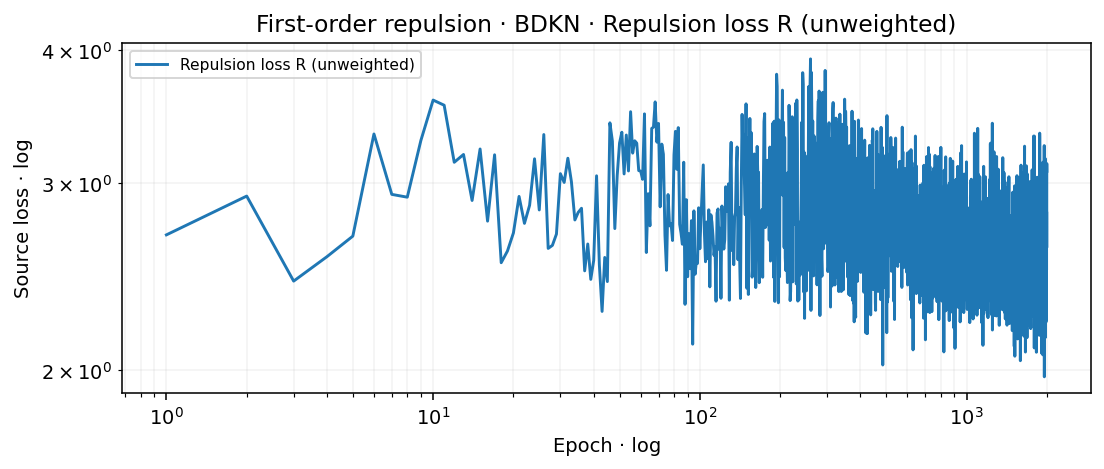 First-order repulsion · BDKN · Repulsion loss R (unweighted)
Repulsion loss R (unweighted)
Source loss · log
4 × 10⁰
3 × 10⁰
2 × 10⁰
10⁰ 10¹ 10² 10³
Epoch · log